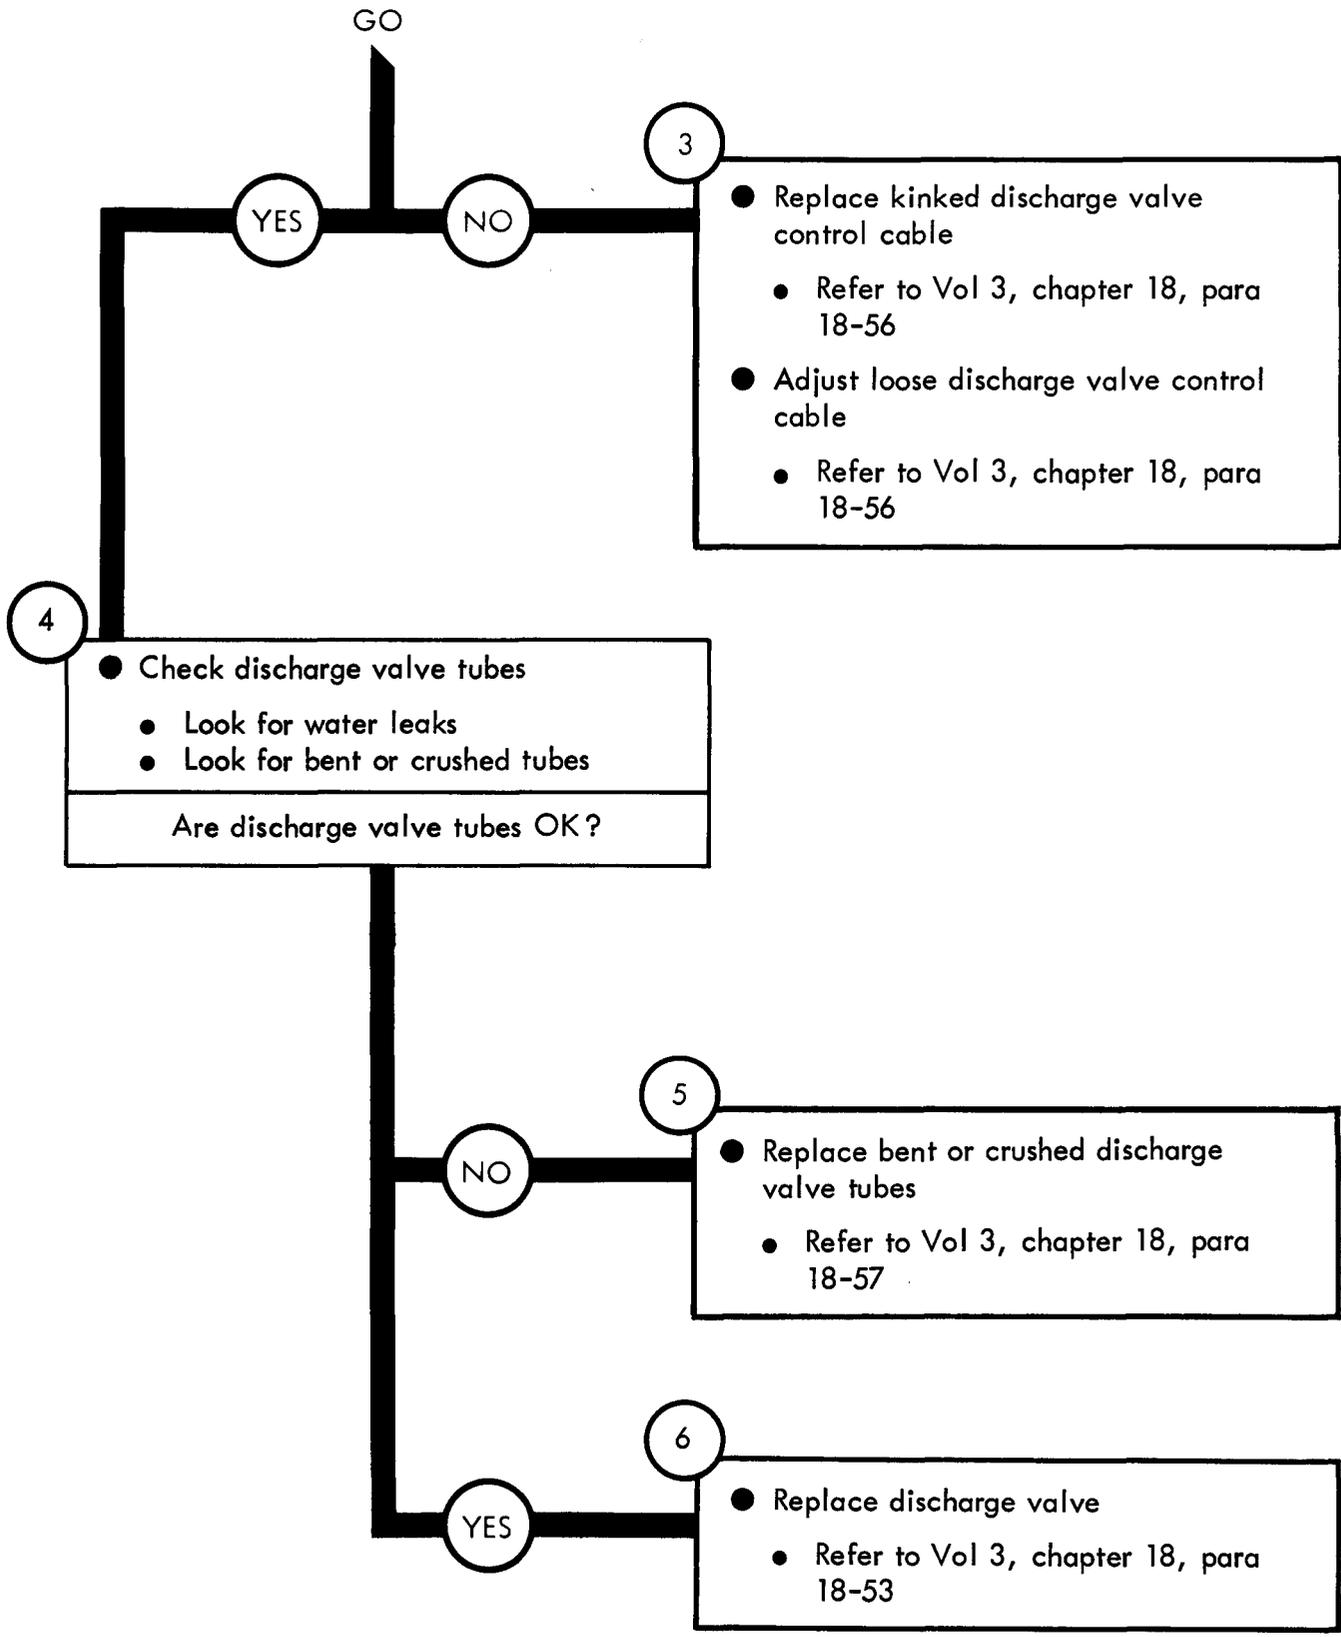 GO
YES
NO
3
● Replace kinked discharge valve
control cable
● Refer to Vol 3, chapter 18, para
18-56
● Adjust loose discharge valve control
cable
● Refer to Vol 3, chapter 18, para
18-56
4
● Check discharge valve tubes
● Look for water leaks
● Look for bent or crushed tubes
Are discharge valve tubes OK?
NO
5
● Replace bent or crushed discharge
valve tubes
● Refer to Vol 3, chapter 18, para
18-57
YES
6
● Replace discharge valve
● Refer to Vol 3, chapter 18, para
18-53